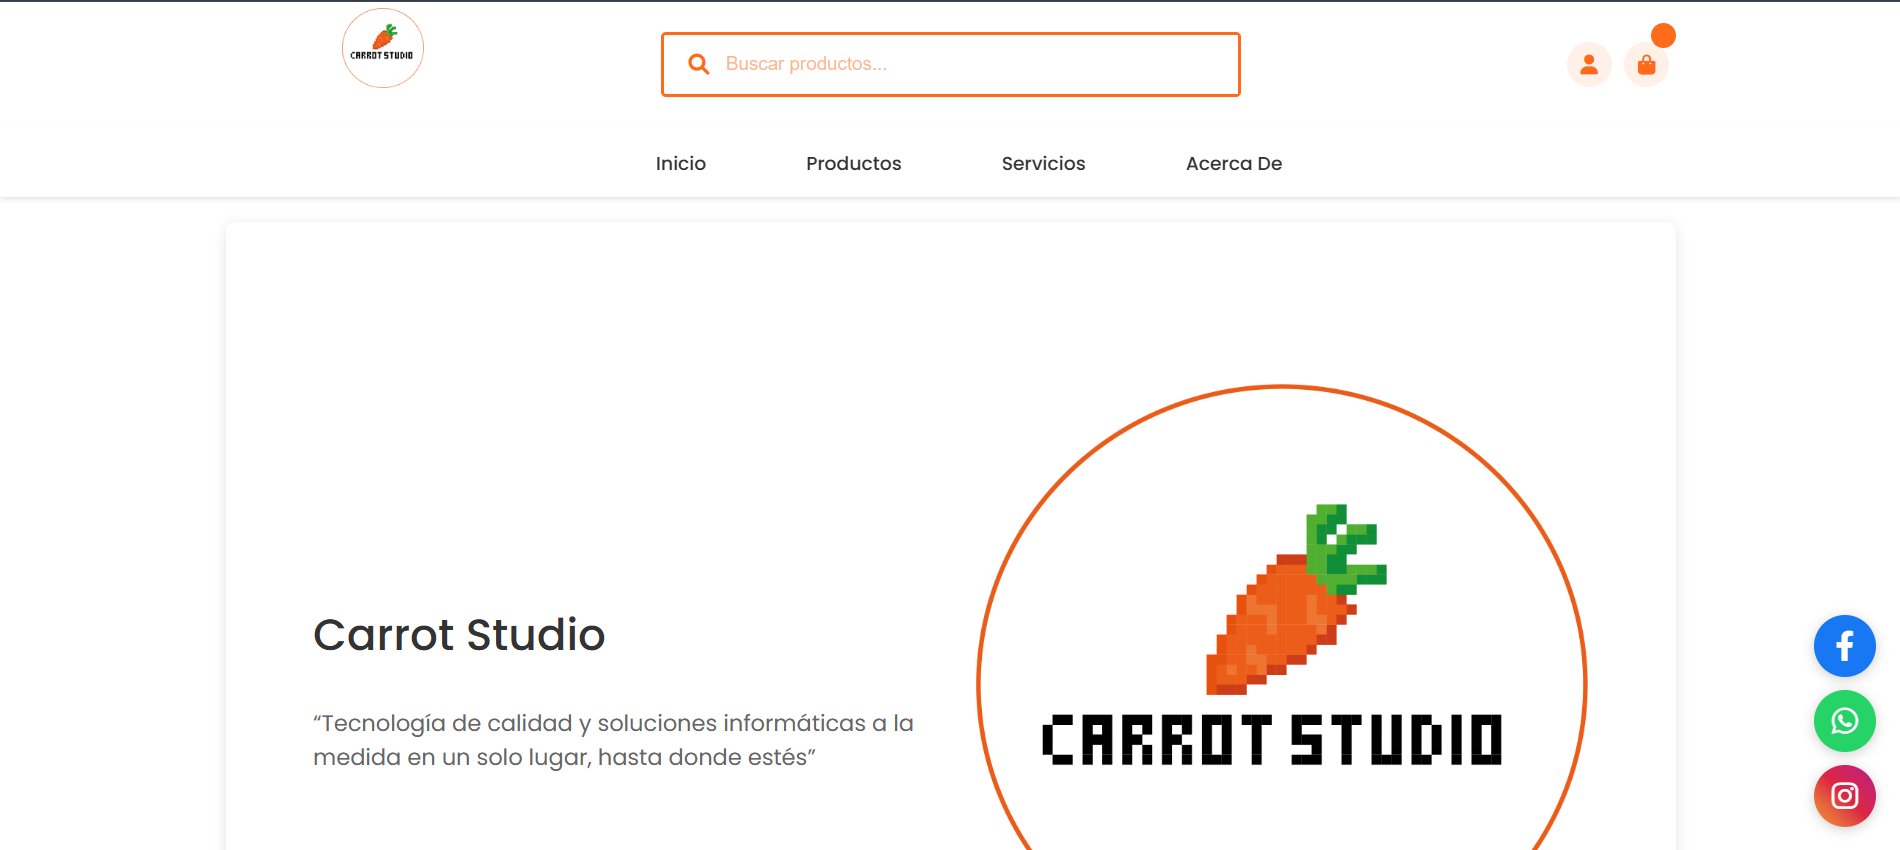 CARROT STUDIO
Buscar productos...
Inicio
Productos
Servicios
Acerca De
Carrot Studio
“Tecnología de calidad y soluciones informáticas a la
medida en un solo lugar, hasta donde estés”
CARROT STUDIO